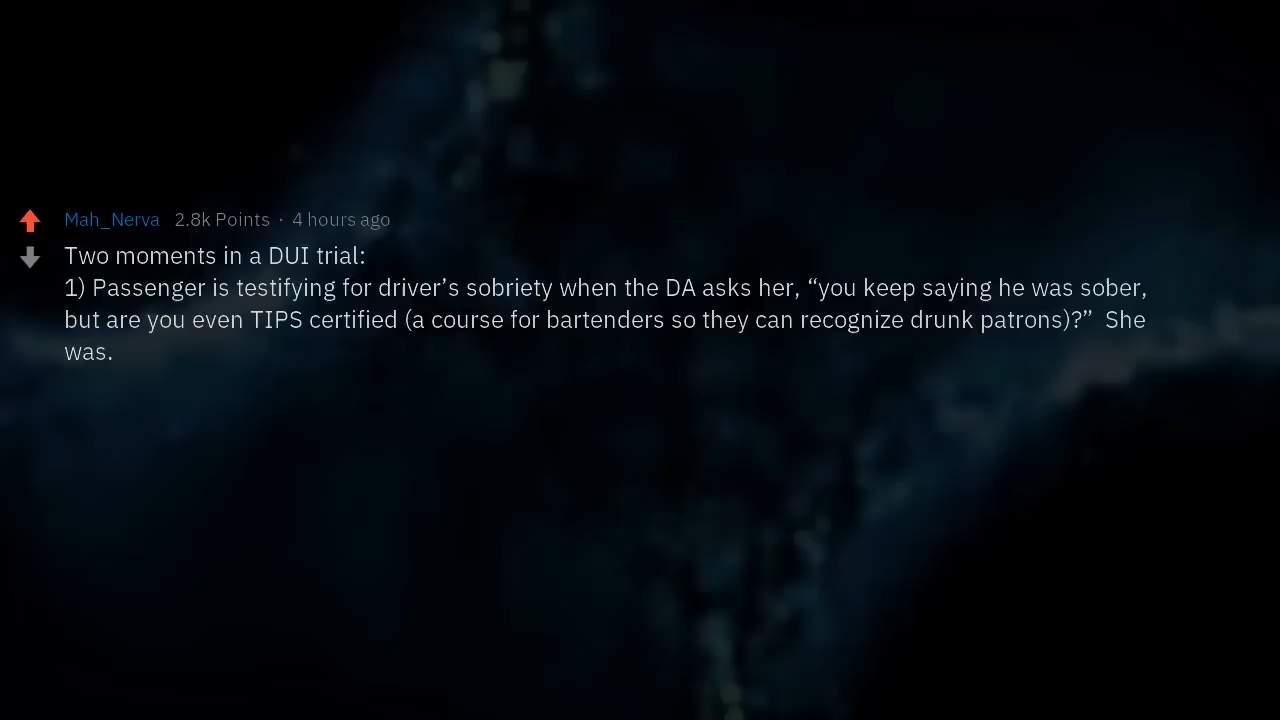 Mah_Nerva 2.8k Points · 4 hours ago
Two moments in a DUI trial:
1) Passenger is testifying for driver’s sobriety when the DA asks her, “you keep saying he was sober,
but are you even TIPS certified (a course for bartenders so they can recognize drunk patrons)?”  She
was.